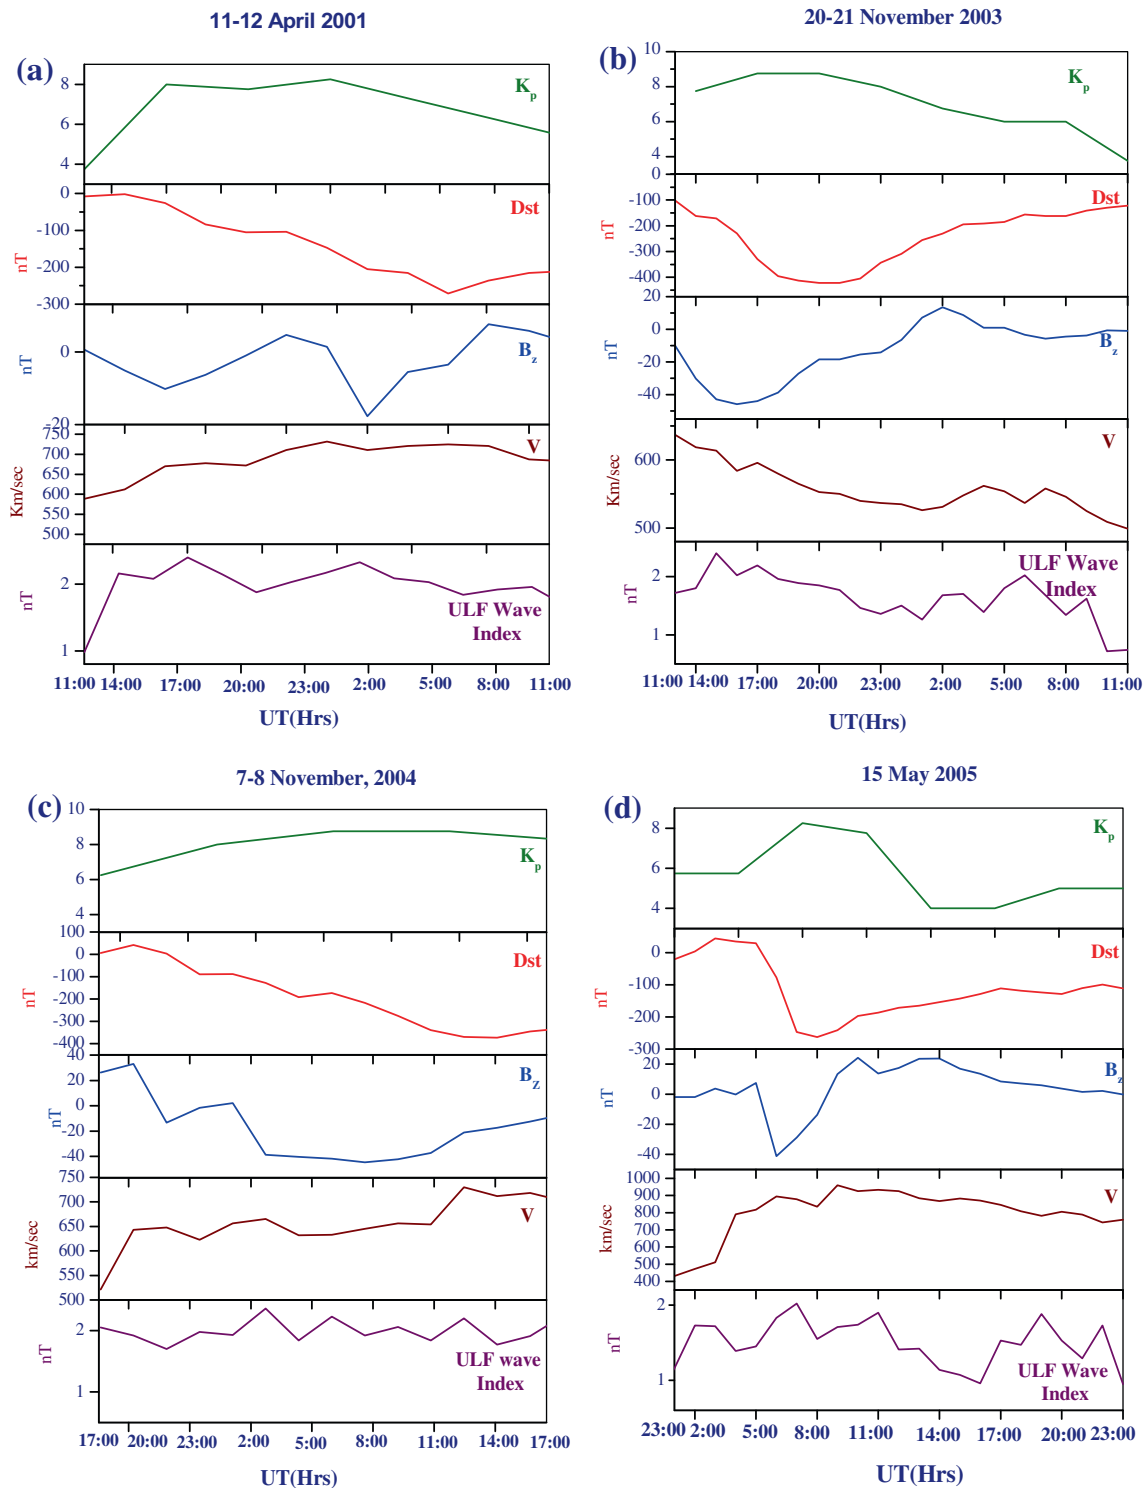 11-12 April 2001
(a)
8
6
4
K_p
0
-100
-200
-300
nT
Dst
0
-20
nT
B_z
750
700
650
600
550
500
Km/sec
V
2
1
nT
ULF Wave
Index
11:00 14:00 17:00 20:00 23:00 2:00 5:00 8:00 11:00
UT(Hrs)
20-21 November 2003
(b)
10
8
6
4
2
0
K_p
-100
-200
-300
-400
nT
Dst
20
0
-20
-40
nT
B_z
600
500
Km/sec
V
2
1
nT
ULF Wave
Index
11:00 14:00 17:00 20:00 23:00 2:00 5:00 8:00 11:00
UT(Hrs)
7-8 November, 2004
(c)
10
8
6
4
K_p
100
0
-100
-200
-300
-400
nT
Dst
40
20
0
-20
-40
nT
B_z
750
700
650
600
550
500
km/sec
V
2
1
nT
ULF wave
Index
17:00 20:00 23:00 2:00 5:00 8:00 11:00 14:00 17:00
UT(Hrs)
15 May 2005
(d)
8
6
4
K_p
0
-100
-200
-300
nT
Dst
20
0
-20
-40
nT
B_z
1000
900
800
700
600
500
400
km/sec
V
2
1
nT
ULF Wave
Index
23:00 2:00 5:00 8:00 11:00 14:00 17:00 20:00 23:00
UT(Hrs)